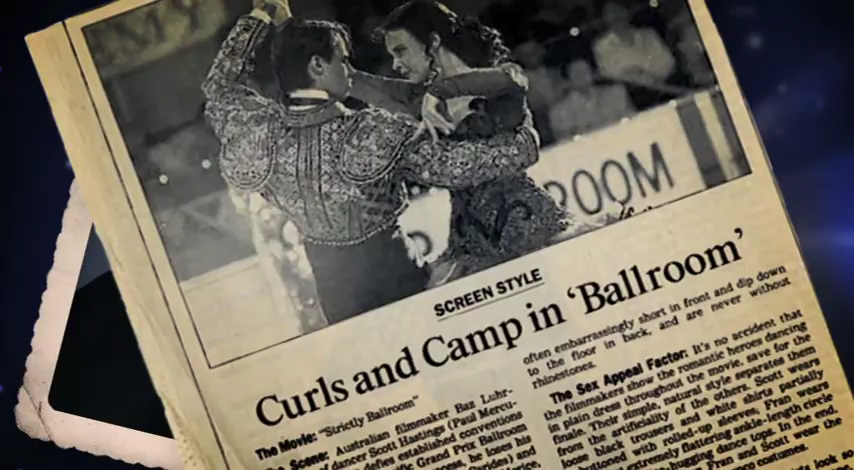 ROOM
SCREEN STYLE
Curls and Camp in ‘Ballroom’
The Movie: "Strictly Ballroom"
Scene: Australian filmmaker Baz Luhr-
dancer Scott Hastings (Paul Mercu-
defies established conventions
Grand Prix Ballroom
he loses his
and
often embarrassingly short in front and dip down
to the floor in back, and are never without
rhinestones.
The Sex Appeal Factor: It's no accident that
the filmmakers show the romantic heroes dancing
in plain dress throughout the movie, save for the
finale. Their simple, natural style separates them
from the artificiality of the others. Scott wears
loose black trousers and white shirts partially
with rolled-up sleeves; Fran wears
extremely flattering ankle-length circle
dance tops. In the end,
and Scott wear the
costumes.
look so